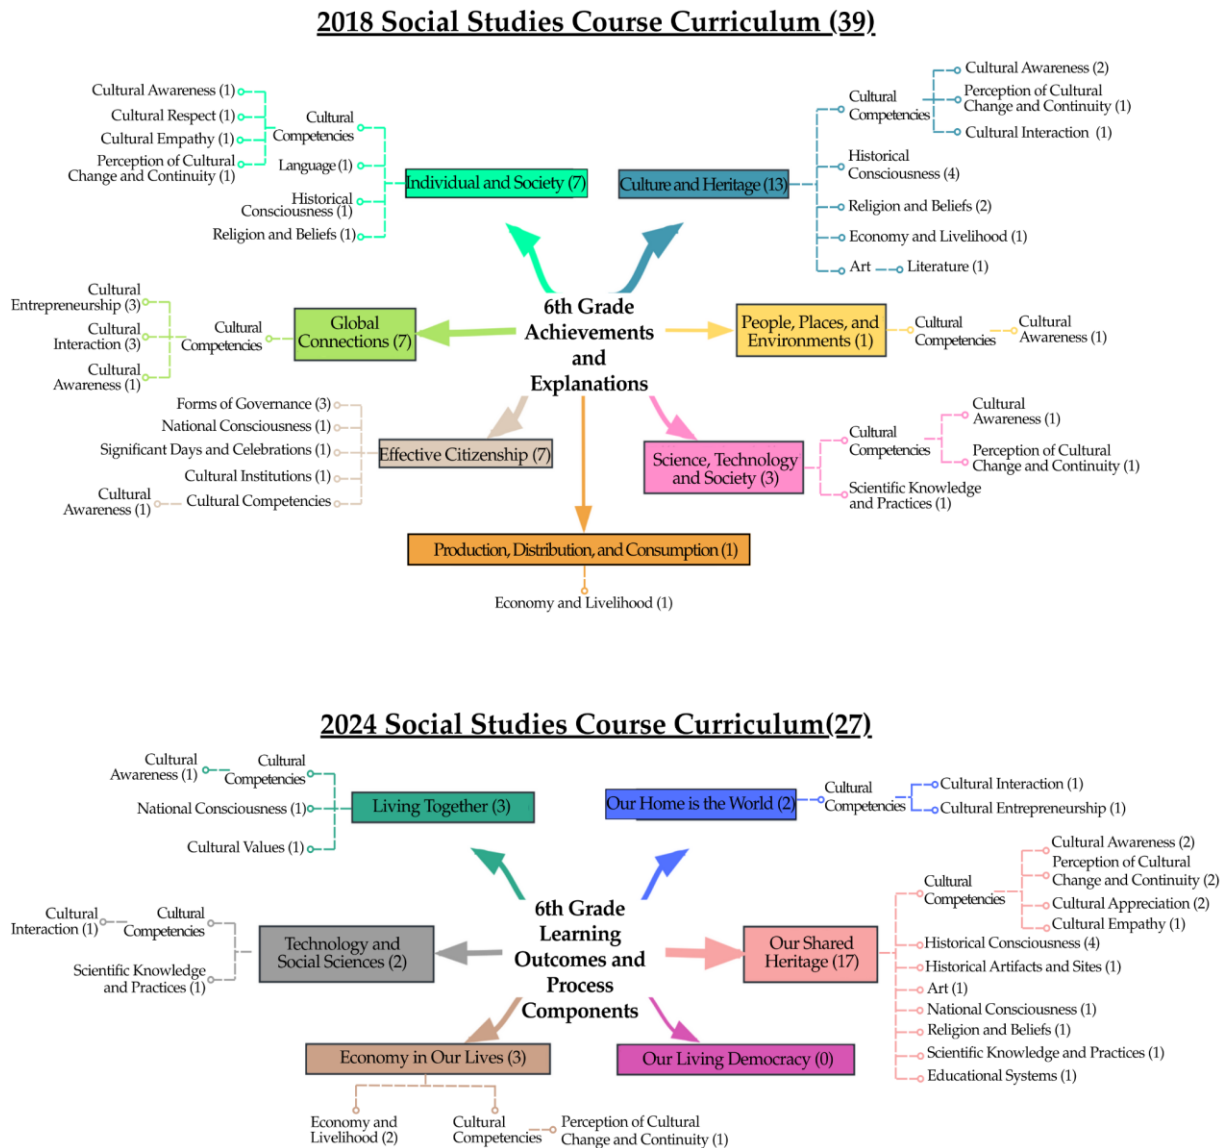 2018 Social Studies Course Curriculum (39)
Cultural Awareness (1)
Cultural Respect (1)
Cultural Empathy (1)
Perception of Cultural
Change and Continuity (1)
Cultural
Competencies
Language (1)
Historical
Consciousness (1)
Religion and Beliefs (1)
Individual and Society (7)
Culture and Heritage (13)
Cultural
Competencies
Cultural Awareness (2)
Perception of Cultural
Change and Continuity (1)
Cultural Interaction (1)
Historical
Consciousness (4)
Religion and Beliefs (2)
Economy and Livelihood (1)
Art
Literature (1)
Cultural
Entrepreneurship (3)
Cultural
Interaction (3)
Cultural
Awareness (1)
Cultural
Competencies
Global
Connections (7)
6th Grade
Achievements
and
Explanations
People, Places, and
Environments (1)
Cultural
Competencies
Cultural
Awareness (1)
Forms of Governance (3)
National Consciousness (1)
Significant Days and Celebrations (1)
Cultural Institutions (1)
Cultural
Awareness (1)
Cultural Competencies
Effective Citizenship (7)
Science, Technology
and Society (3)
Cultural
Competencies
Cultural
Awareness (1)
Perception of Cultural
Change and Continuity (1)
Scientific Knowledge
and Practices (1)
Production, Distribution, and Consumption (1)
Economy and Livelihood (1)
2024 Social Studies Course Curriculum(27)
Cultural
Awareness (1)
Cultural
Competencies
National Consciousness (1)
Cultural Values (1)
Living Together (3)
Our Home is the World (2)
Cultural
Competencies
Cultural Interaction (1)
Cultural Entrepreneurship (1)
Cultural
Interaction (1)
Cultural
Competencies
Scientific Knowledge
and Practices (1)
Technology and
Social Sciences (2)
6th Grade
Learning
Outcomes and
Process
Components
Our Shared
Heritage (17)
Cultural
Competencies
Cultural Awareness (2)
Perception of Cultural
Change and Continuity (2)
Cultural Appreciation (2)
Cultural Empathy (1)
Historical Consciousness (4)
Historical Artifacts and Sites (1)
Art (1)
National Consciousness (1)
Religion and Beliefs (1)
Scientific Knowledge and Practices (1)
Educational Systems (1)
Economy in Our Lives (3)
Our Living Democracy (0)
Economy and
Livelihood (2)
Cultural
Competencies
Perception of Cultural
Change and Continuity (1)